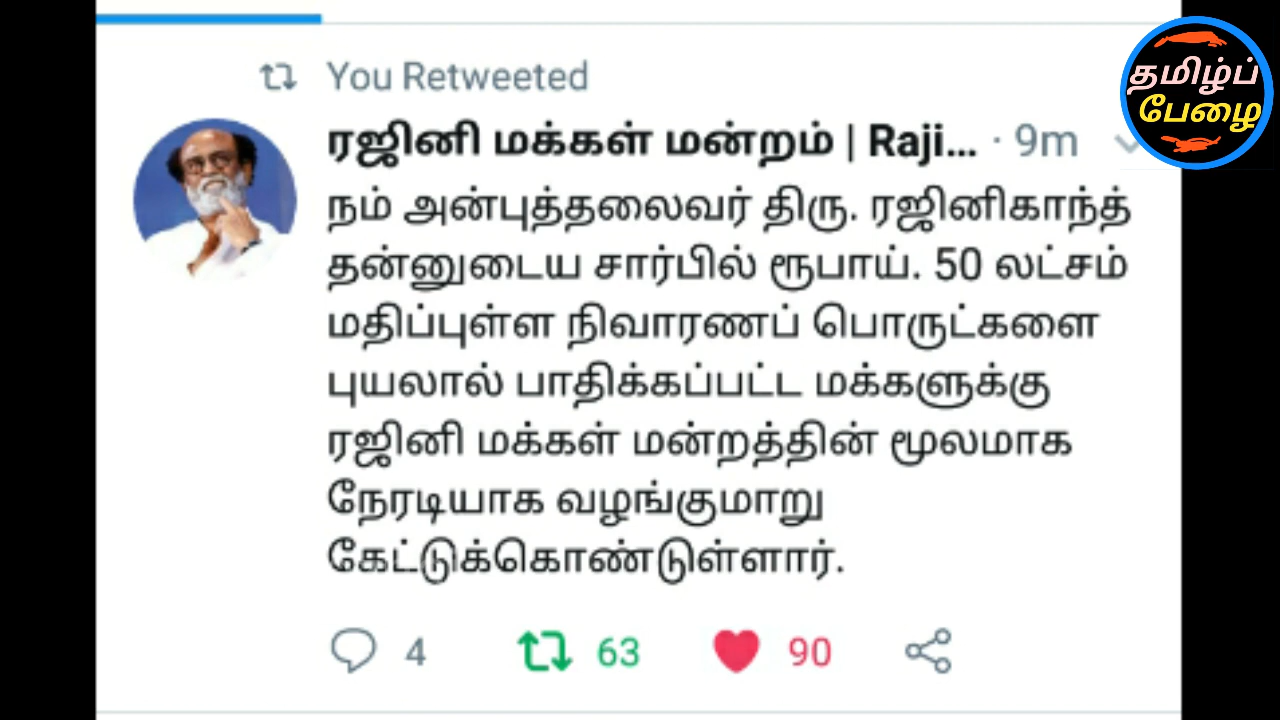 You Retweeted
ரஜினி மக்கள் மன்றம் | Raji... · 9m
நம் அன்புத்தலைவர் திரு. ரஜினிகாந்த்
தன்னுடைய சார்பில் ரூபாய். 50 லட்சம்
மதிப்புள்ள நிவாரணப் பொருட்களை
புயலால் பாதிக்கப்பட்ட மக்களுக்கு
ரஜினி மக்கள் மன்றத்தின் மூலமாக
நேரடியாக வழங்குமாறு
கேட்டுக்கொண்டுள்ளார்.
4 63 90
தமிழ்ப்
பேழை